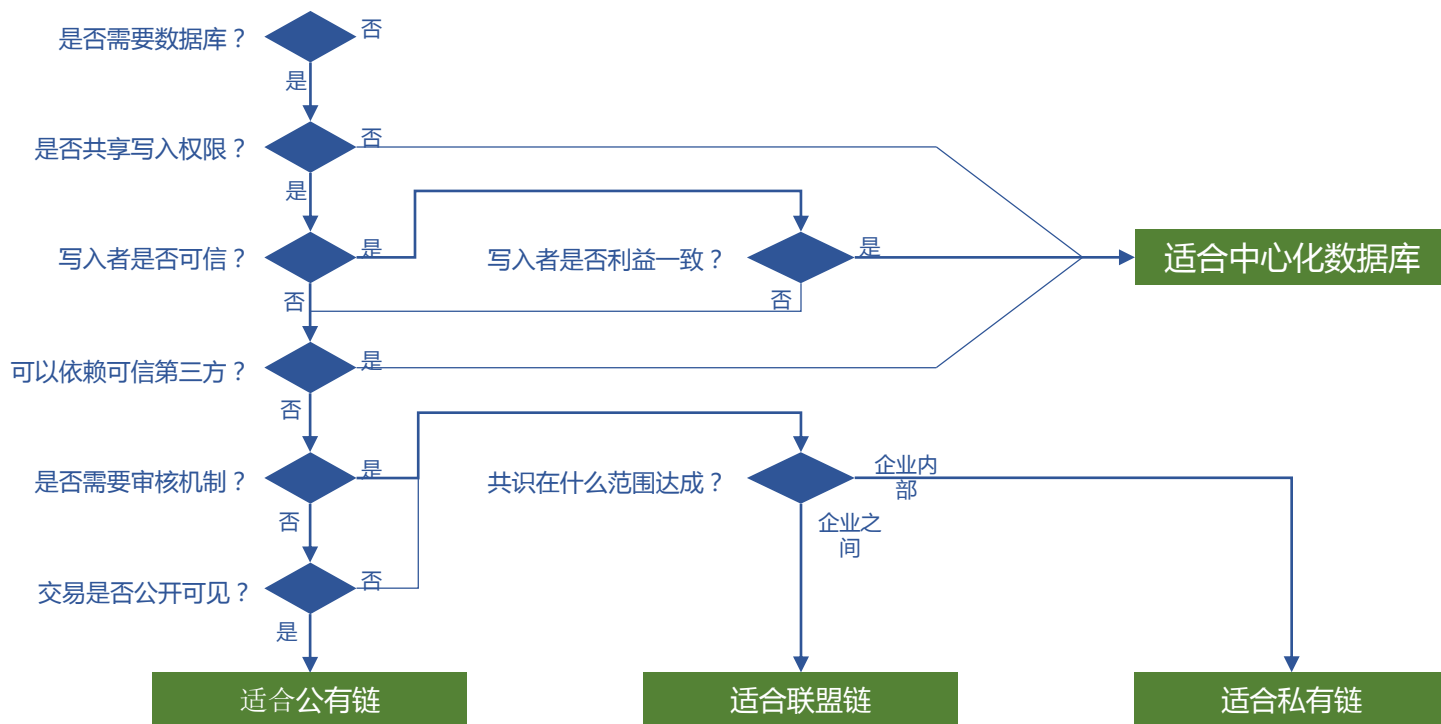 是否需要数据库？
否
是
是否共享写入权限？
否
是
写入者是否可信？
是
写入者是否利益一致？
是
适合中心化数据库
否
否
可以依赖可信第三方？
是
否
是否需要审核机制？
是
共识在什么范围达成？
企业内
部
否
企业之
间
交易是否公开可见？
否
是
适合公有链
适合联盟链
适合私有链